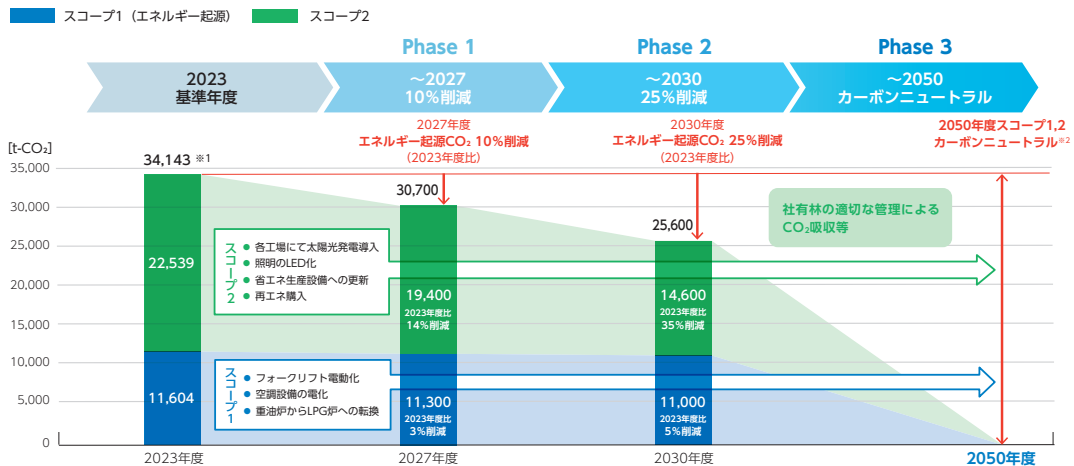 スコープ1（エネルギー起源）
スコープ2
Phase 1
Phase 2
Phase 3
2023
基準年度
～2027
10%削減
～2030
25%削減
～2050
カーボンニュートラル
2027年度
エネルギー起源CO₂ 10%削減
（2023年度比）
2030年度
エネルギー起源CO₂ 25%削減
（2023年度比）
2050年度スコープ1,2
カーボンニュートラル※2
[t-CO₂]
35,000
30,000
25,000
20,000
15,000
10,000
5,000
0
34,143 ※1
22,539
11,604
30,700
19,400
2023年度比
14%削減
11,300
2023年度比
3%削減
25,600
14,600
2023年度比
35%削減
11,000
2023年度比
5%削減
スコープ2
● 各工場にて太陽光発電導入
● 照明のLED化
● 省エネ生産設備への更新
● 再エネ購入
スコープ1
● フォークリフト電動化
● 空調設備の電化
● 重油炉からLPG炉への転換
社有林の適切な管理による
CO₂吸収等
2023年度
2027年度
2030年度
2050年度